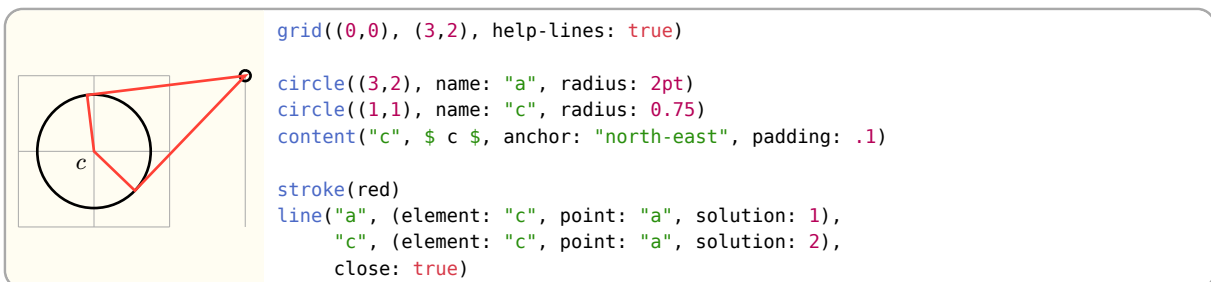 grid((0,0), (3,2), help-lines: true)
circle((3,2), name: "a", radius: 2pt)
circle((1,1), name: "c", radius: 0.75)
content("c", $ c $, anchor: "north-east", padding: .1)
stroke(red)
line("a", (element: "c", point: "a", solution: 1),
"c", (element: "c", point: "a", solution: 2),
close: true)
c